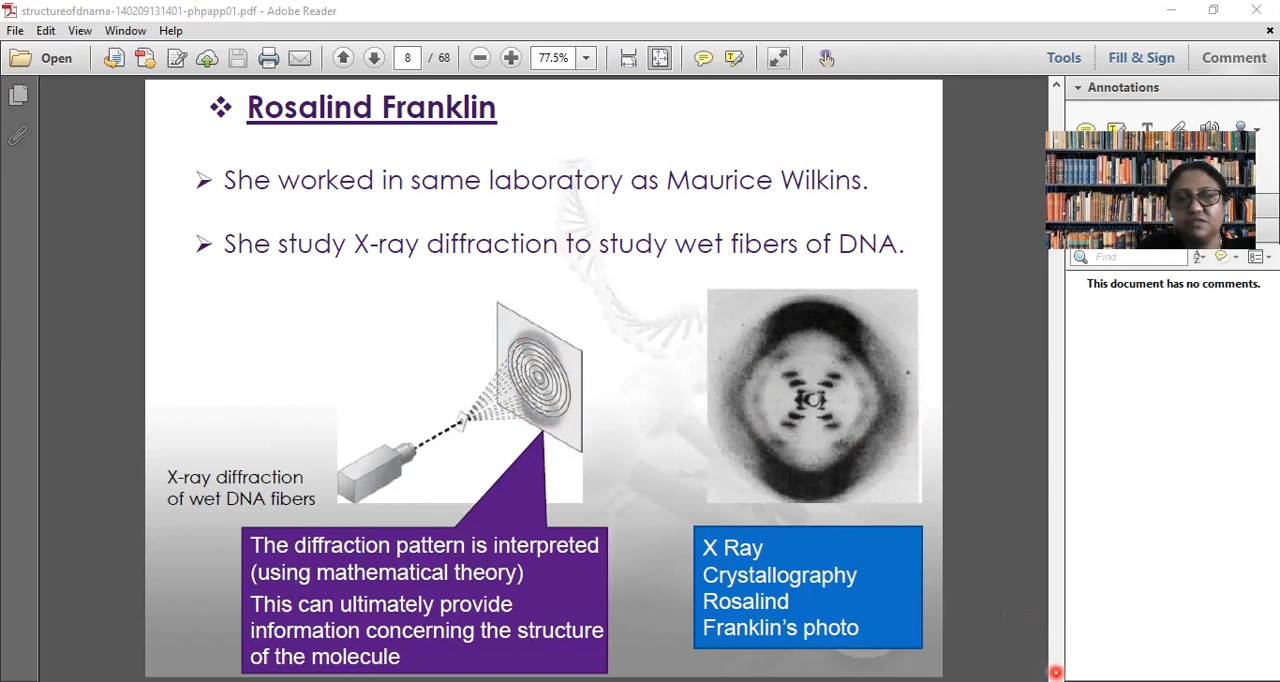 structureofdnarna-140209131401-phpapp01.pdf - Adobe Reader
File Edit View Window Help
Open
8 / 68
77.5%
Tools Fill & Sign Comment
Annotations
Find
This document has no comments.
❖ Rosalind Franklin
➢ She worked in same laboratory as Maurice Wilkins.
➢ She study X-ray diffraction to study wet fibers of DNA.
X-ray diffraction
of wet DNA fibers
The diffraction pattern is interpreted
(using mathematical theory)
This can ultimately provide
information concerning the structure
of the molecule
X Ray
Crystallography
Rosalind
Franklin's photo